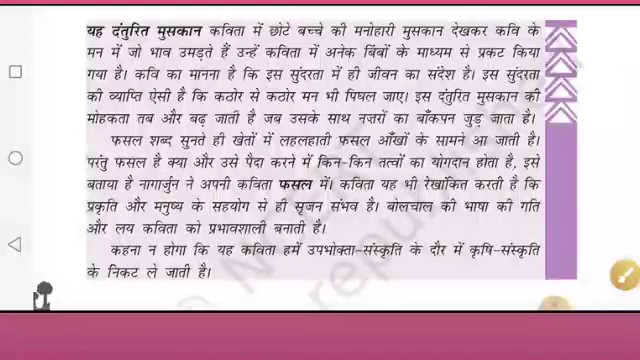 यह दंतुरित मुसकान कविता में छोटे बच्चे की मनोहारी मुसकान देखकर कवि के
मन में जो भाव उमड़ते हैं उन्हें कविता में अनेक बिंबों के माध्यम से प्रकट किया
गया है। कवि का मानना है कि इस सुंदरता में ही जीवन का संदेश है। इस सुंदरता
की व्याप्ति ऐसी है कि कठोर से कठोर मन भी पिघल जाए। इस दंतुरित मुसकान की
मोहकता तब और बढ़ जाती है जब उसके साथ नज़रों का बाँकपन जुड़ जाता है।
फसल शब्द सुनते ही खेतों में लहलहाती फसल आँखों के सामने आ जाती है।
परंतु फसल है क्या और उसे पैदा करने में किन-किन तत्वों का योगदान होता है, इसे
बताया है नागार्जुन ने अपनी कविता फसल में। कविता यह भी रेखांकित करती है कि
प्रकृति और मनुष्य के सहयोग से ही सृजन संभव है। बोलचाल की भाषा की गति
और लय कविता को प्रभावशाली बनाती है।
कहना न होगा कि यह कविता हमें उपभोक्ता-संस्कृति के दौर में कृषि-संस्कृति
के निकट ले जाती है।